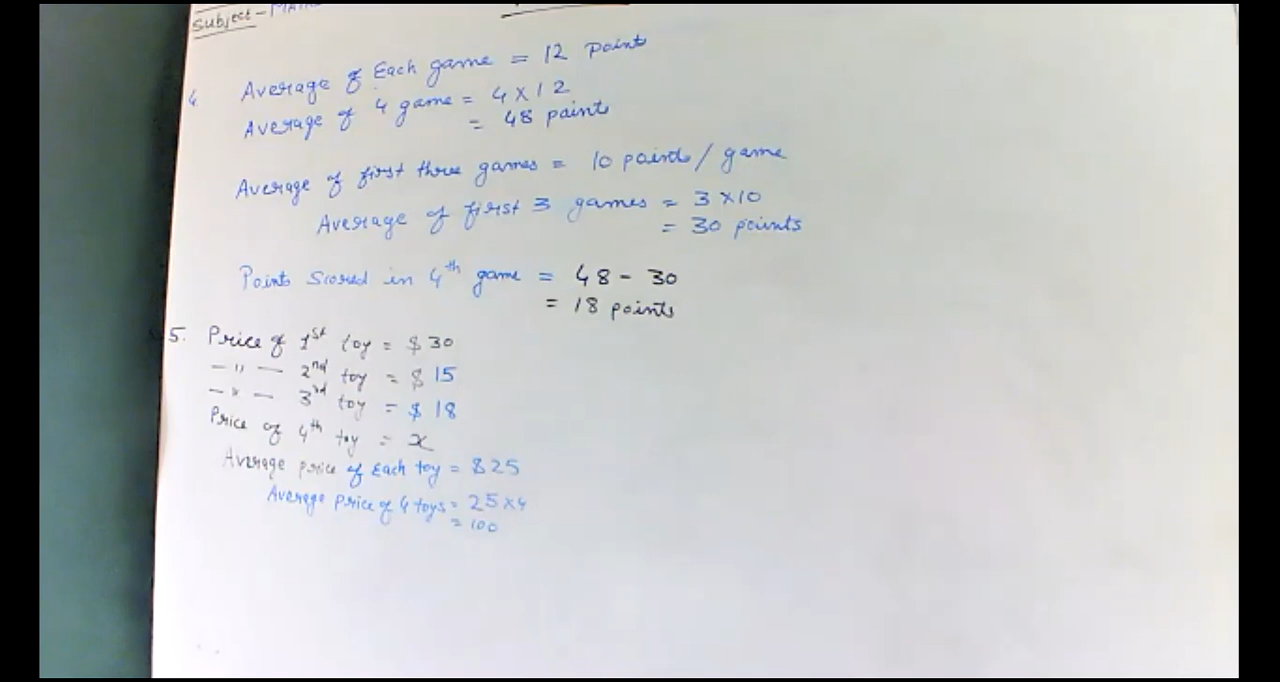 Subject - MATH
4. Average of Each game = 12 points
Average of 4 game = 4 x 12
= 48 points
Average of first three games = 10 points / game
Average of first 3 games = 3 x 10
= 30 points
Points Scored in 4th game = 48 - 30
= 18 points
5. Price of 1st toy = $ 30
— " — 2nd toy = $ 15
— " — 3rd toy = $ 18
Price of 4th toy = x
Average price of Each toy = $25
Average price of 4 toys = 25 x 4
= 100